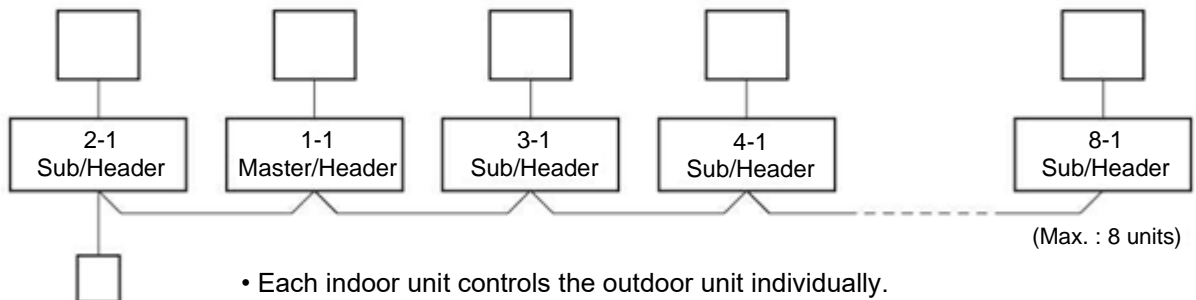 2-1
Sub/Header
1-1
Master/Header
3-1
Sub/Header
4-1
Sub/Header
8-1
Sub/Header
(Max. : 8 units)
• Each indoor unit controls the outdoor unit individually.